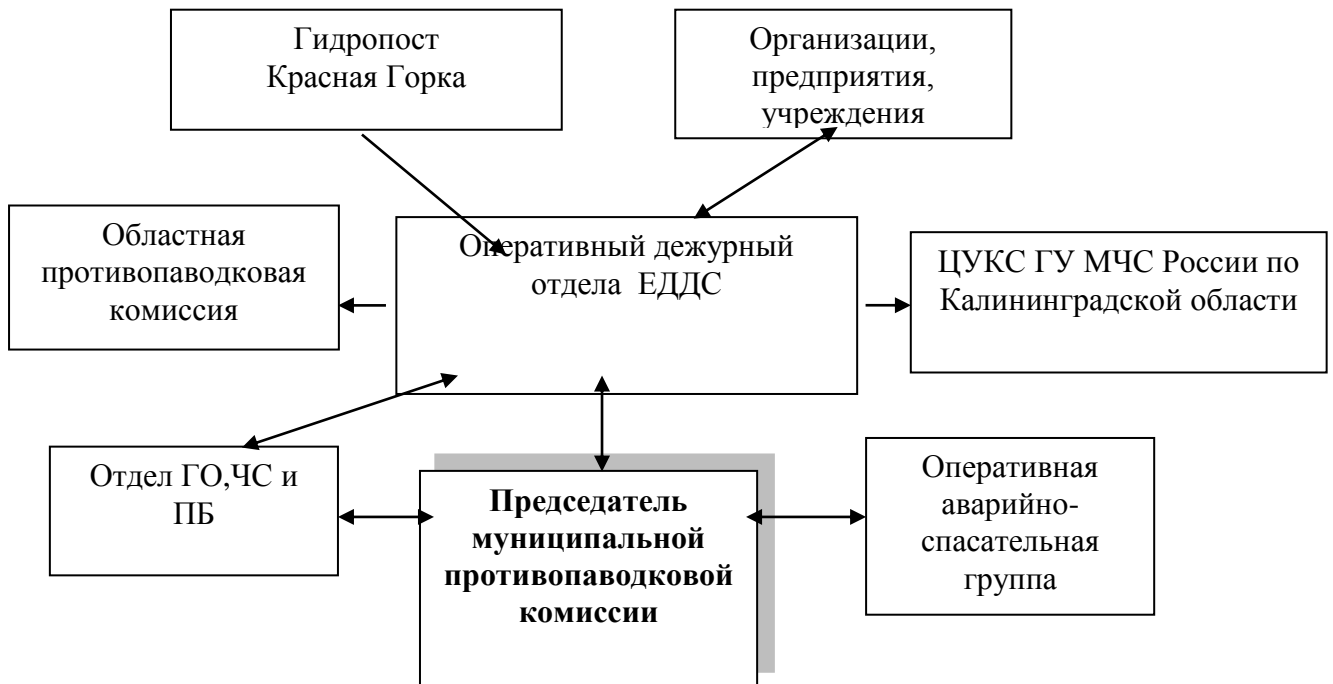 Гидропост
Красная Горка
Организации,
предприятия,
учреждения
Областная
противопаводковая
комиссия
Оперативный дежурный
отдела ЕДДС
ЦУКС ГУ МЧС России по
Калининградской области
Отдел ГО,ЧС и
ПБ
Председатель
муниципальной
противопаводковой
комиссии
Оперативная
аварийно-
спасательная
группа